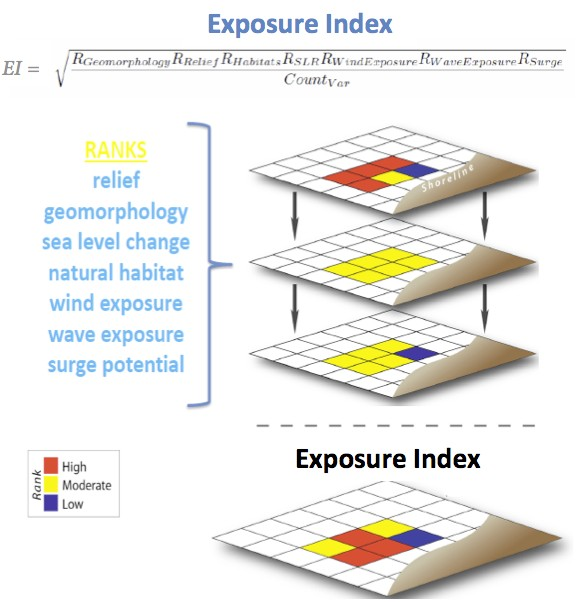 Exposure Index
EI = √ R_Geomorphology R_Relief R_Habitats R_SLR R_WindExposure R_WaveExposure R_Surge
Count_Var
RANKS
relief
geomorphology
sea level change
natural habitat
wind exposure
wave exposure
surge potential
Shoreline
Exposure Index
Rank
High
Moderate
Low